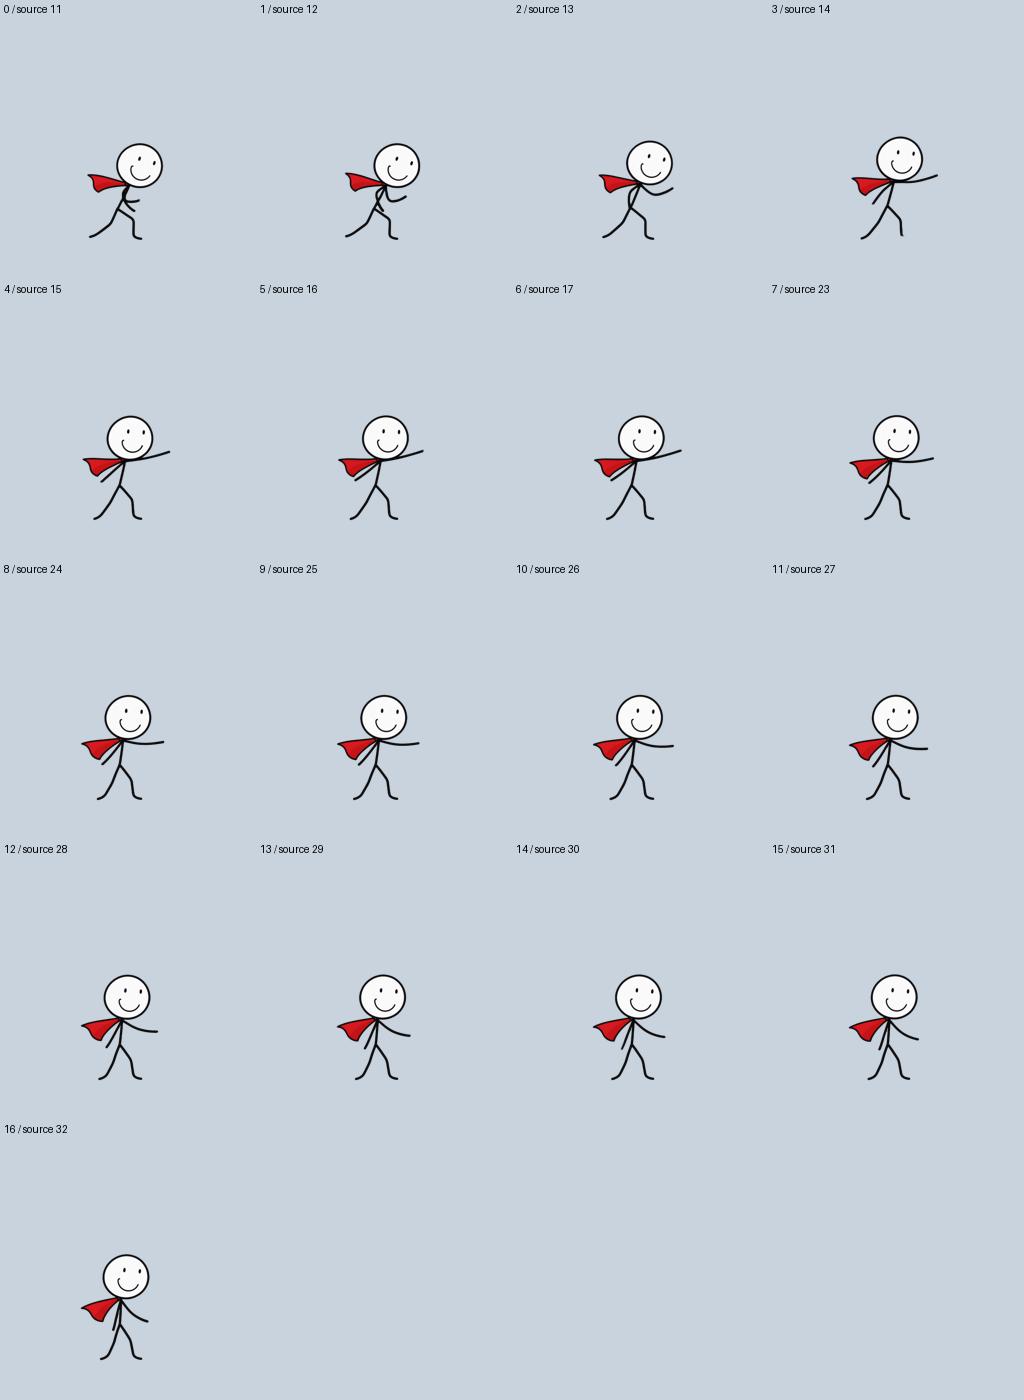 0 / source 11
1 / source 12
2 / source 13
3 / source 14
4 / source 15
5 / source 16
6 / source 17
7 / source 23
8 / source 24
9 / source 25
10 / source 26
11 / source 27
12 / source 28
13 / source 29
14 / source 30
15 / source 31
16 / source 32